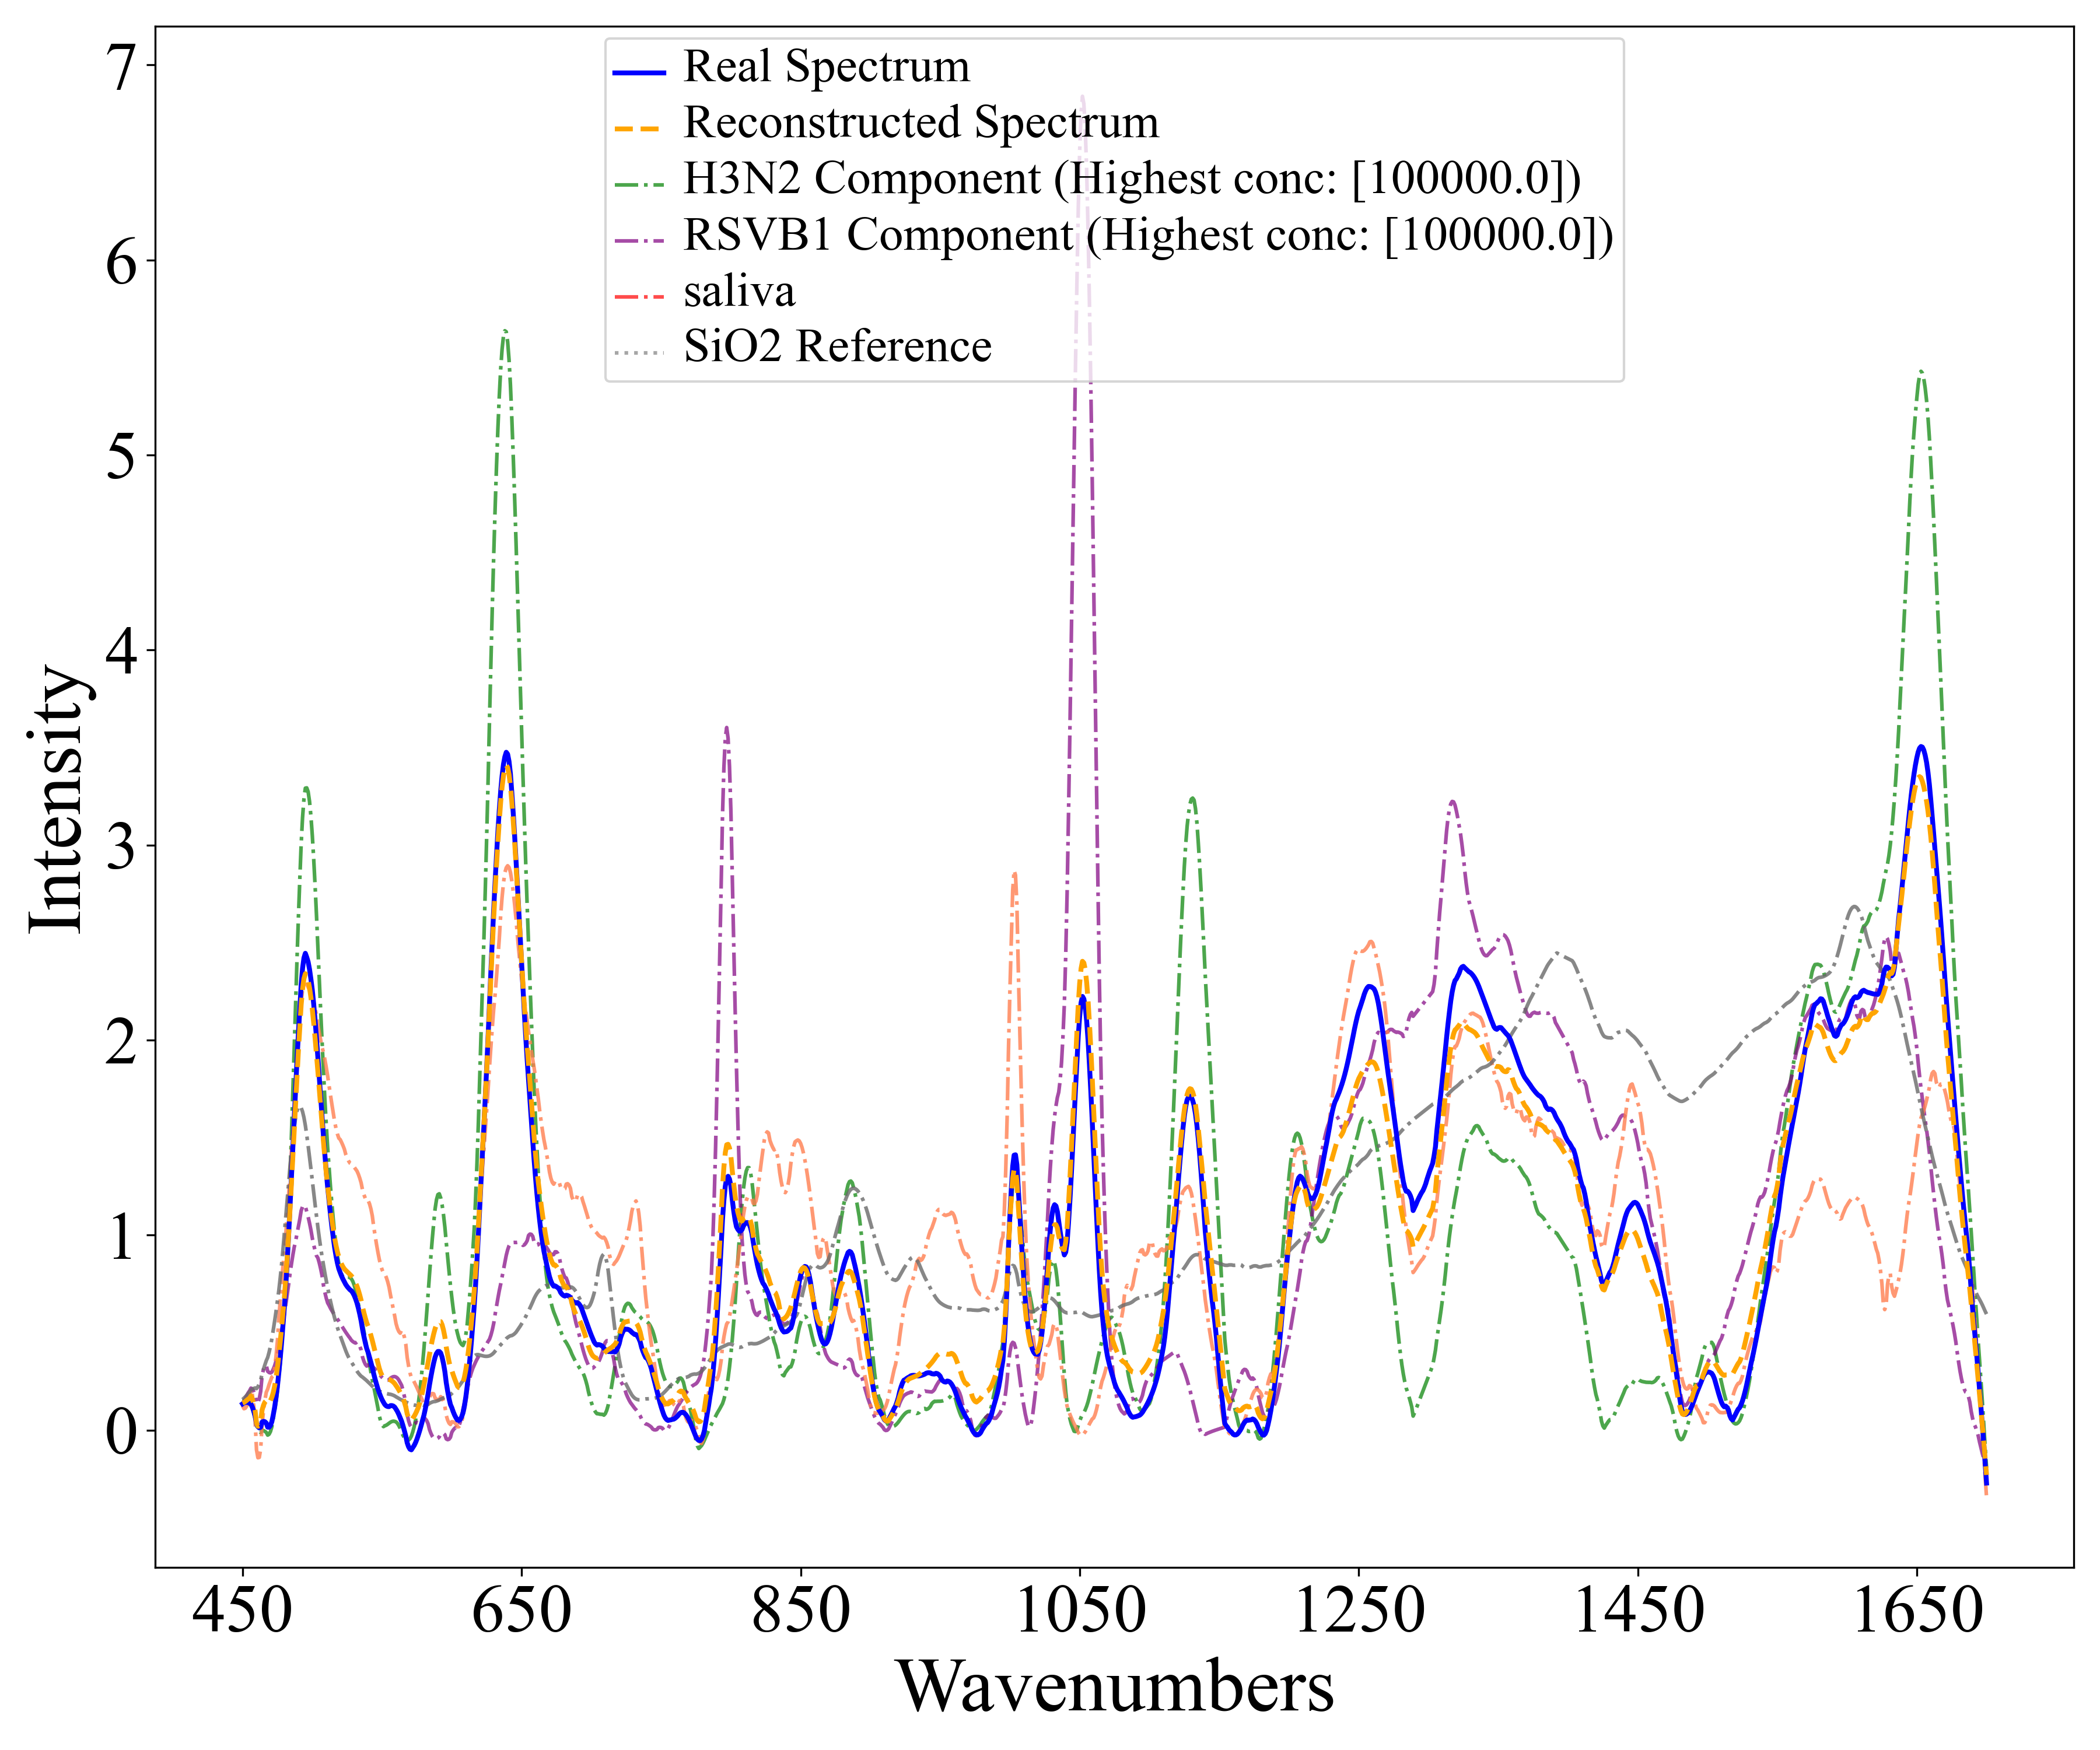 7
6
5
4
3
2
1
0
Intensity
Real Spectrum
Reconstructed Spectrum
H3N2 Component (Highest conc: [100000.0])
RSVB1 Component (Highest conc: [100000.0])
saliva
SiO2 Reference
450 650 850 1050 1250 1450 1650
Wavenumbers